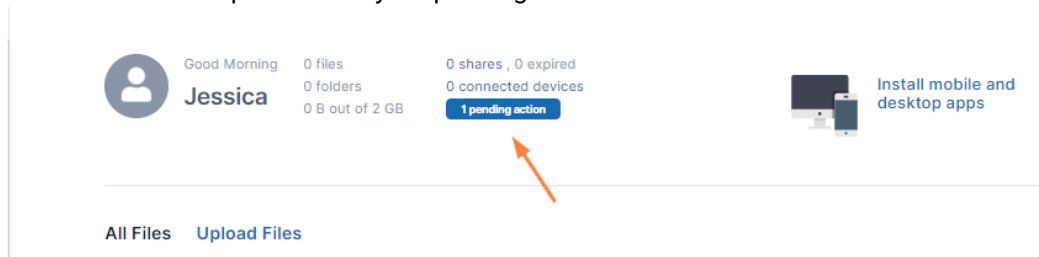 Good Morning
Jessica
0 files
0 folders
0 B out of 2 GB
0 shares , 0 expired
0 connected devices
1 pending action
Install mobile and
desktop apps
All Files Upload Files